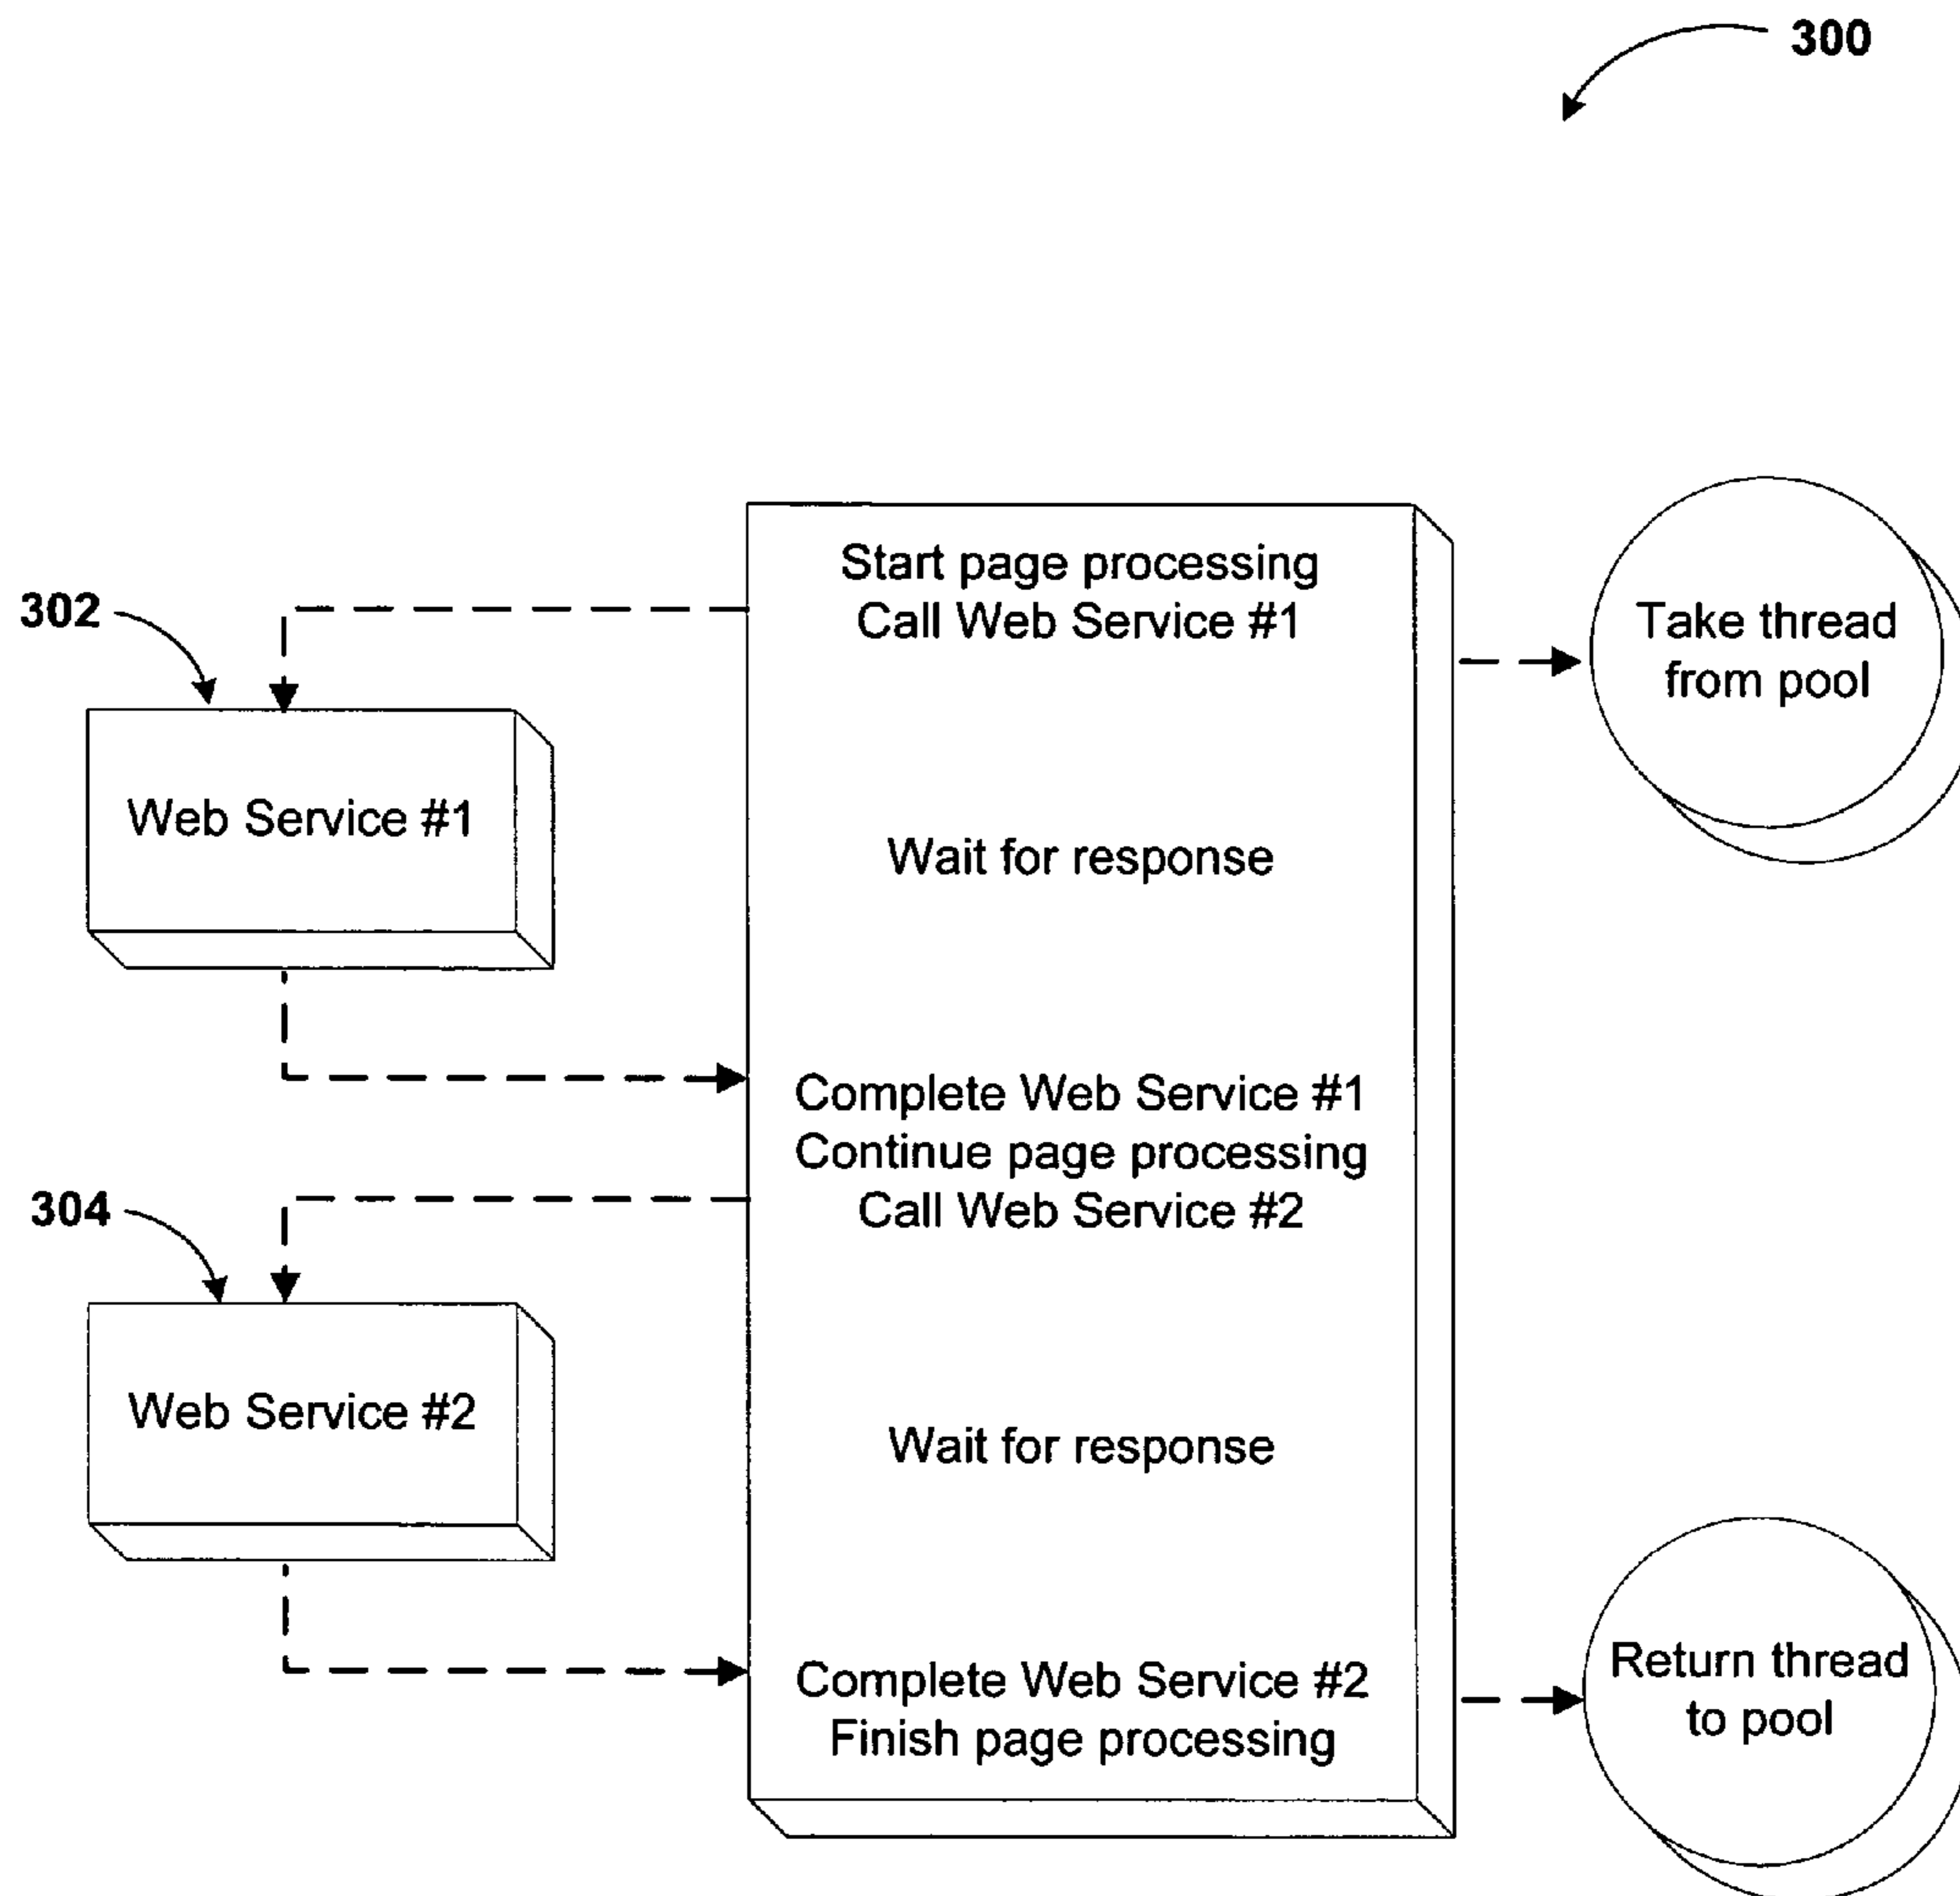 300
Start page processing
Call Web Service #1
302
Take thread
from pool
Web Service #1
Wait for response
Complete Web Service #1
Continue page processing
Call Web Service #2
304
Web Service #2
Wait for response
Return thread
to pool
Complete Web Service #2
Finish page processing